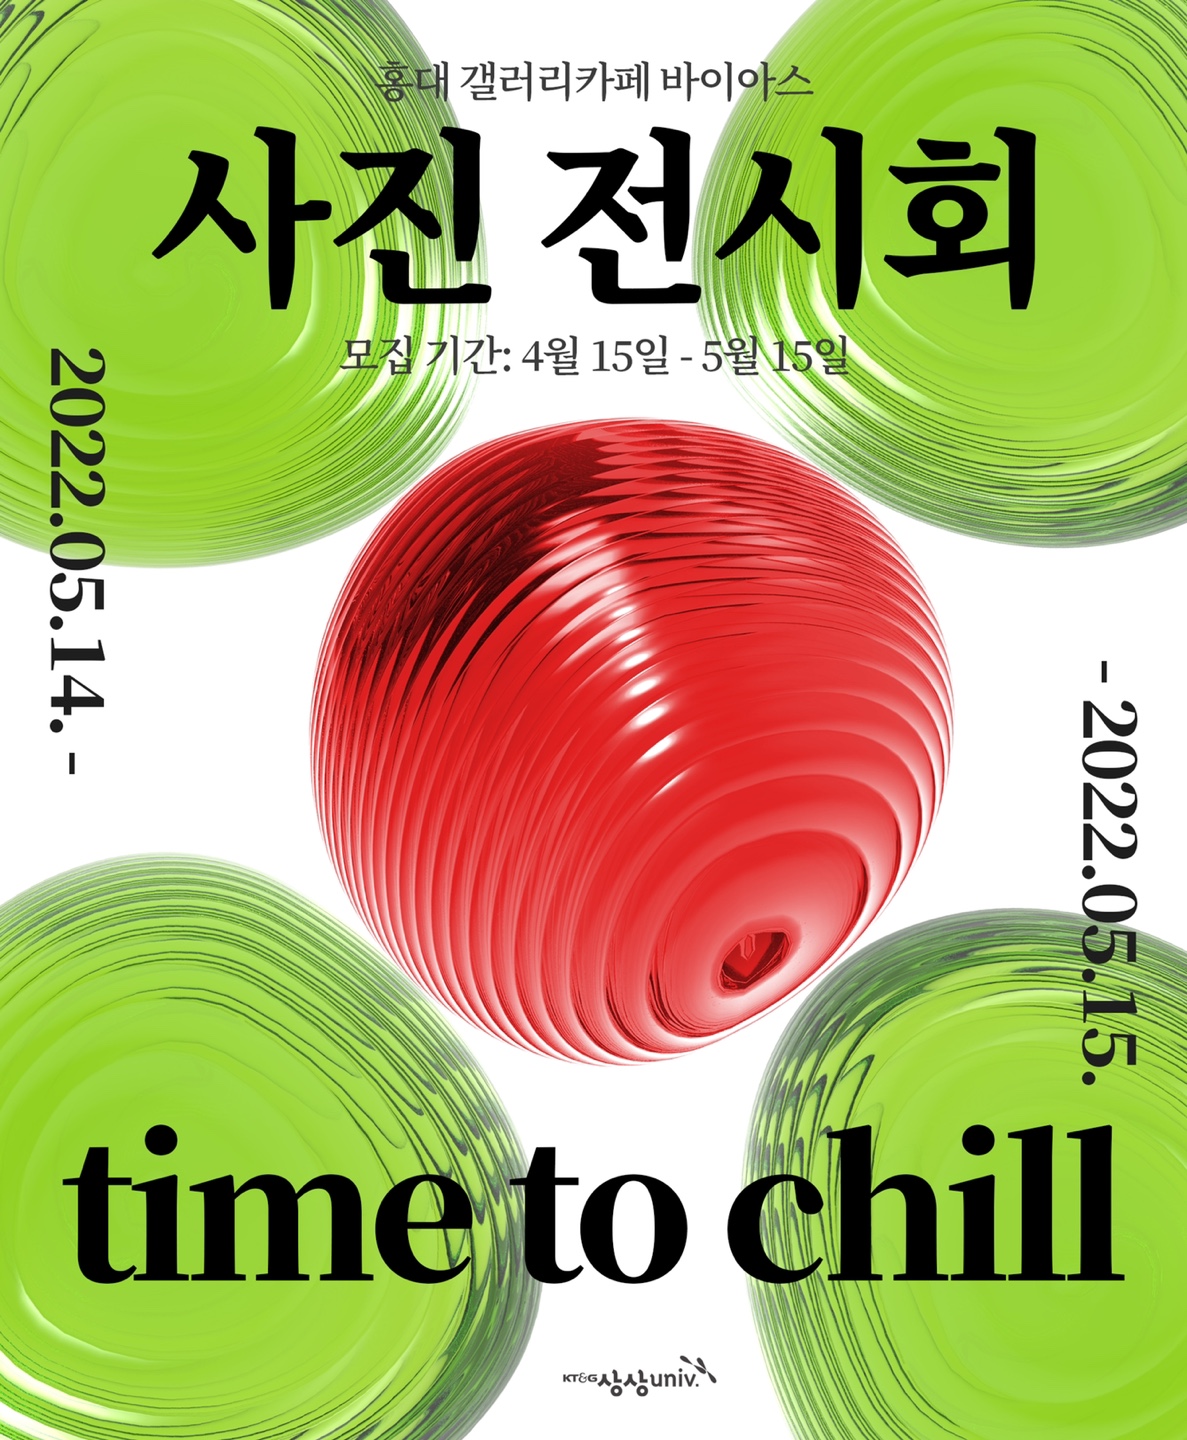 홍대 갤러리카페 바이아스
사진 전시회
모집 기간: 4월 15일 - 5월 15일
2022.05.14. -
- 2022.05.15.
time to chill
KT&G 상상univ.